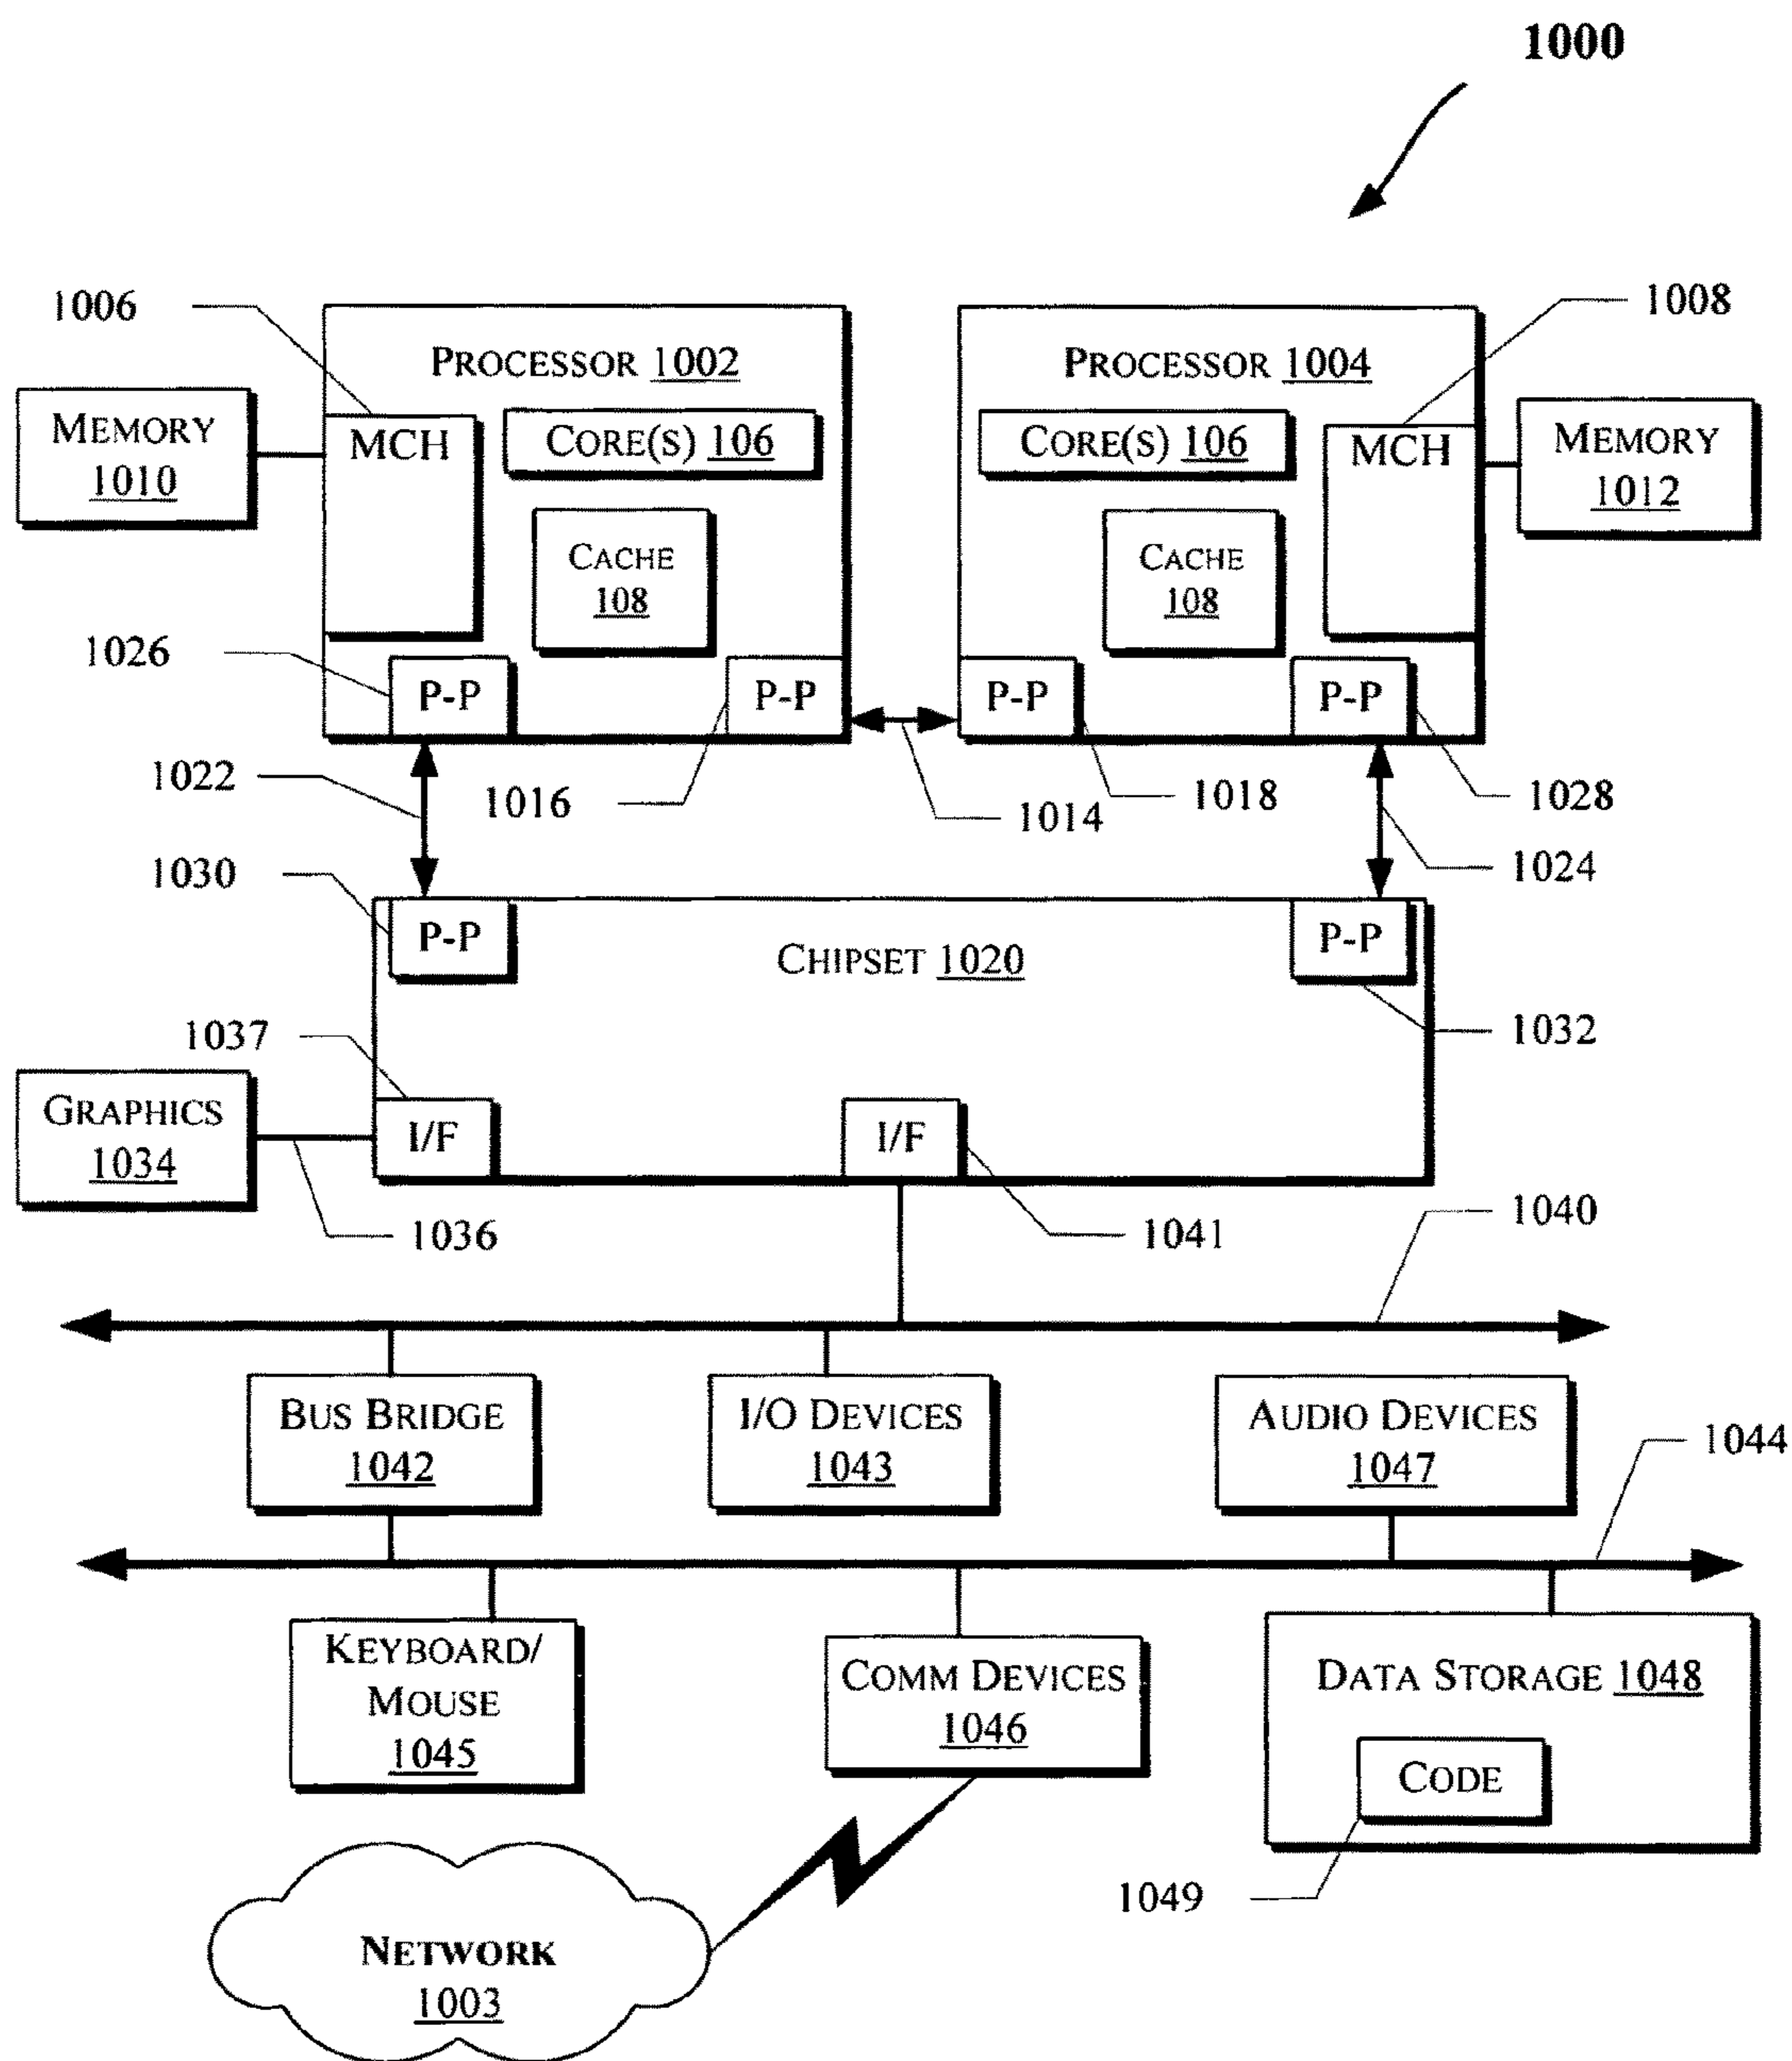 1000
1006
1008
PROCESSOR 1002
PROCESSOR 1004
MEMORY
1010
MCH
CORE(S) 106
CORE(S) 106
MCH
MEMORY
1012
CACHE
108
CACHE
108
1026
P-P
P-P
P-P
P-P
1022
1016
1014
1018
1028
1030
1024
P-P
CHIPSET 1020
P-P
1037
1032
GRAPHICS
1034
I/F
I/F
1036
1041
1040
BUS BRIDGE
1042
I/O DEVICES
1043
AUDIO DEVICES
1047
1044
KEYBOARD/
MOUSE
1045
COMM DEVICES
1046
DATA STORAGE 1048
CODE
1049
NETWORK
1003